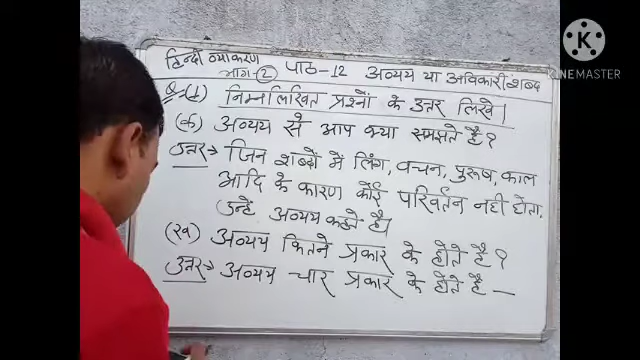 हिन्दी व्याकरण
भाग-② पाठ-12 अव्यय या अविकारी शब्द
प्र०(1) निम्नलिखित प्रश्नों के उत्तर लिखे।
(क) अव्यय से आप क्या समझते है?
उत्तर→ जिन शब्दों में लिंग, वचन, पुरूष, काल
आदि के कारण कोई परिवर्तन नहीं होता,
उन्हें अव्यय कहते है।
(ख) अव्यय कितने प्रकार के होते है?
उत्तर→ अव्यय चार प्रकार के होते है —
KINEMASTER